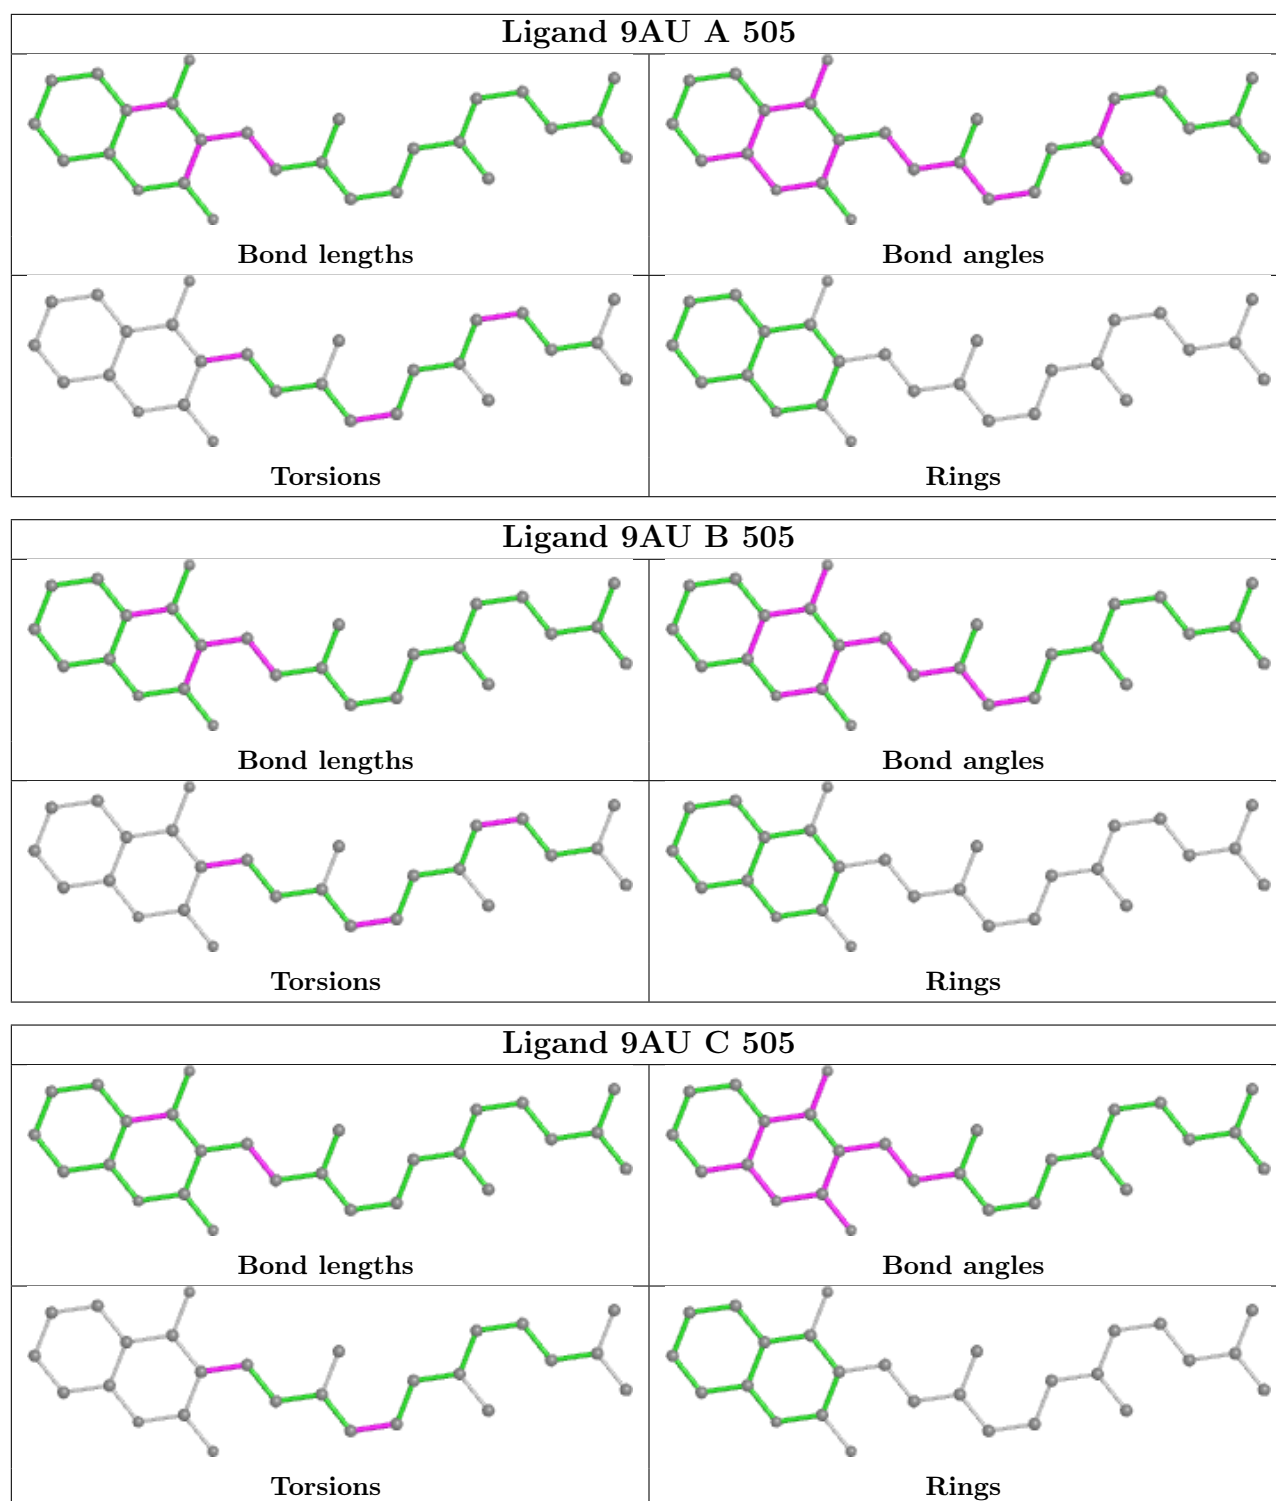 Ligand 9AU A 505
Bond lengths
Bond angles
Torsions
Rings
Ligand 9AU B 505
Bond lengths
Bond angles
Torsions
Rings
Ligand 9AU C 505
Bond lengths
Bond angles
Torsions
Rings